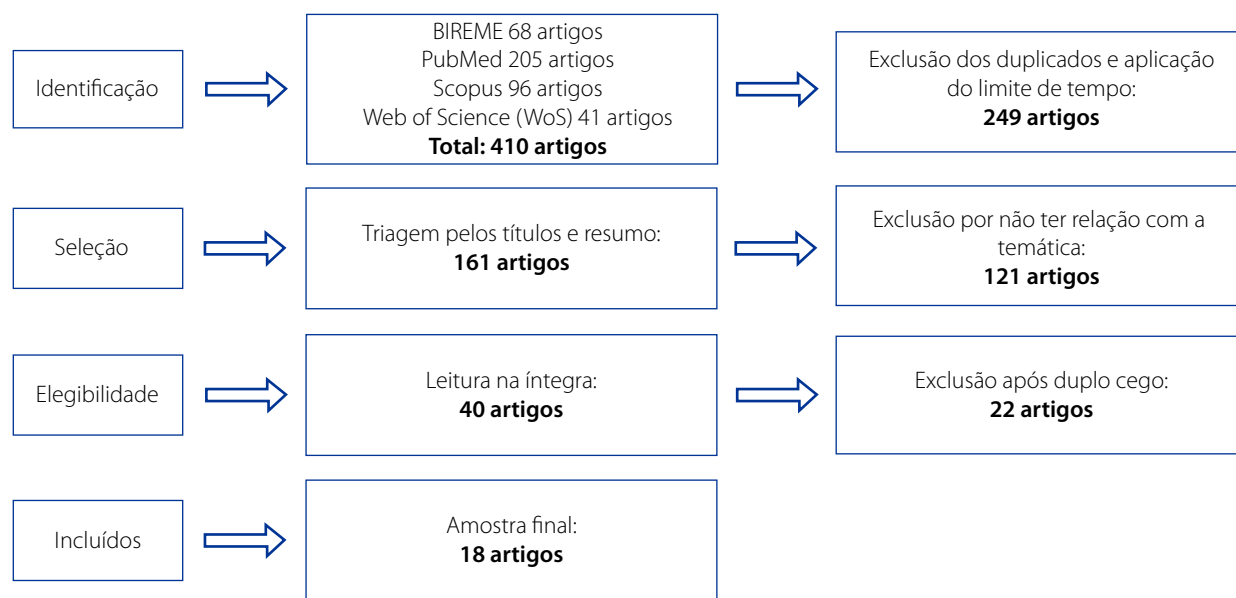 Identificação
BIREME 68 artigos
PubMed 205 artigos
Scopus 96 artigos
Web of Science (WoS) 41 artigos
Total: 410 artigos
Exclusão dos duplicados e aplicação
do limite de tempo:
249 artigos
Seleção
Triagem pelos títulos e resumo:
161 artigos
Exclusão por não ter relação com a
temática:
121 artigos
Elegibilidade
Leitura na íntegra:
40 artigos
Exclusão após duplo cego:
22 artigos
Incluídos
Amostra final:
18 artigos